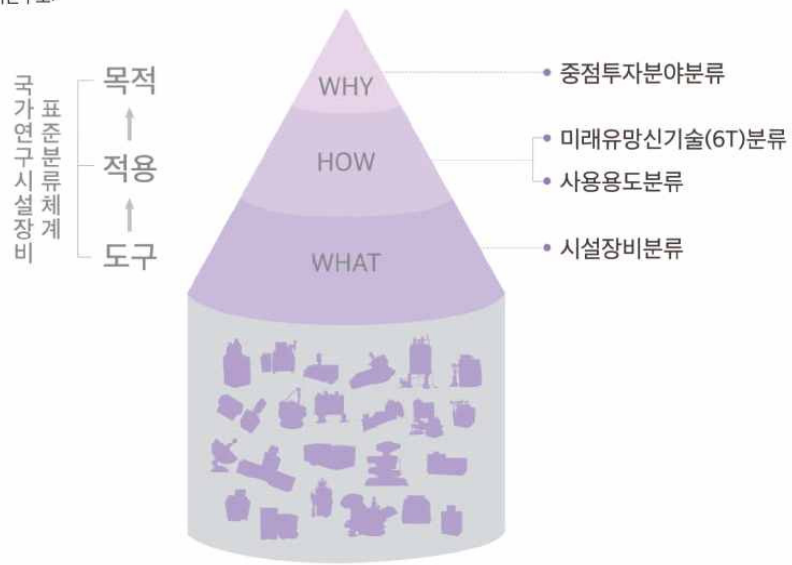 국가연구시설장비
표준분류체계
목적
적용
도구
WHY
HOW
WHAT
중점투자분야분류
미래유망신기술(6T)분류
사용용도분류
시설장비분류